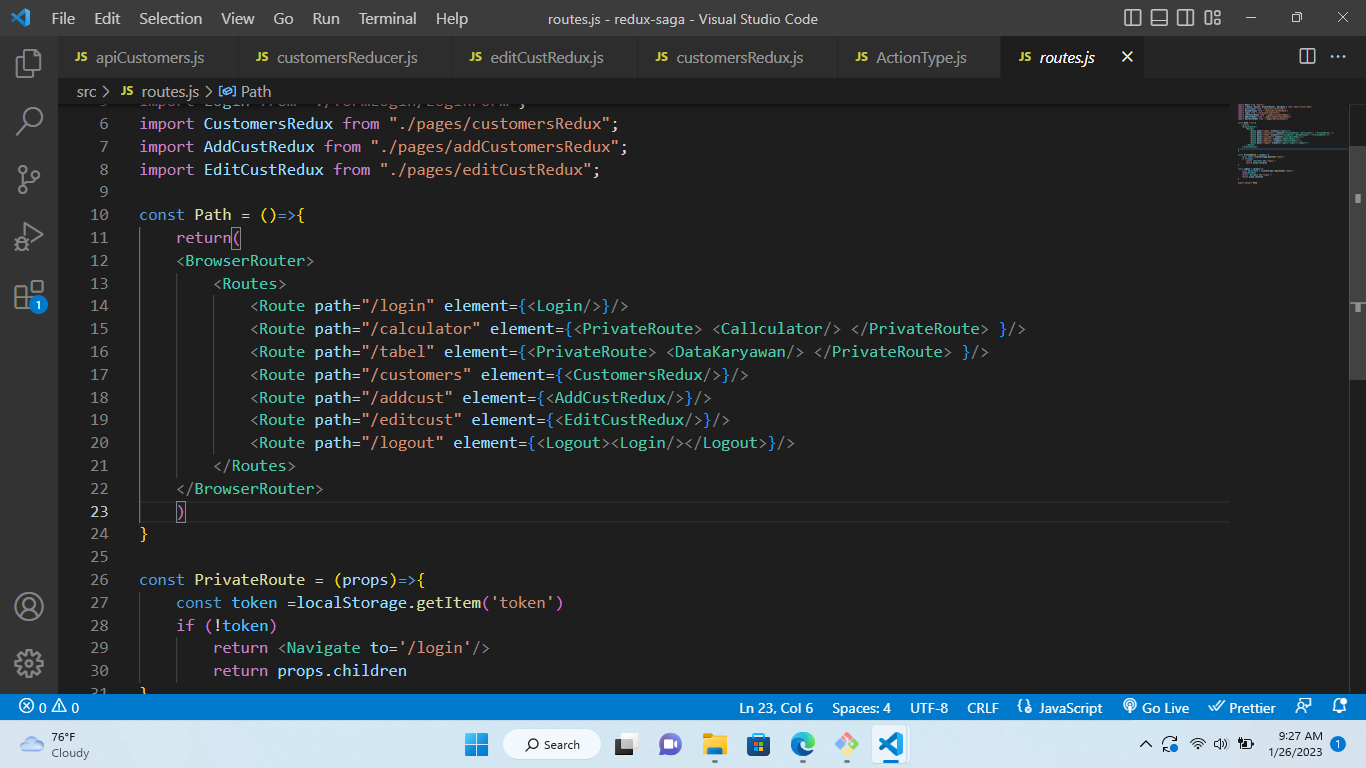 File Edit Selection View Go Run Terminal Help routes.js - redux-saga - Visual Studio Code
JS apiCustomers.js JS customersReducer.js JS editCustRedux.js JS customersRedux.js JS ActionType.js JS routes.js
src > JS routes.js > Path
6 import CustomersRedux from "./pages/customersRedux";
7 import AddCustRedux from "./pages/addCustomersRedux";
8 import EditCustRedux from "./pages/editCustRedux";
9
10 const Path = ()=>{
11 return(
12 <BrowserRouter>
13 <Routes>
14 <Route path="/login" element={<Login/>}/>
15 <Route path="/calculator" element={<PrivateRoute> <Callculator/> </PrivateRoute> }/>
16 <Route path="/tabel" element={<PrivateRoute> <DataKaryawan/> </PrivateRoute> }/>
17 <Route path="/customers" element={<CustomersRedux/>}/>
18 <Route path="/addcust" element={<AddCustRedux/>}/>
19 <Route path="/editcust" element={<EditCustRedux/>}/>
20 <Route path="/logout" element={<Logout><Login/></Logout>}/>
21 </Routes>
22 </BrowserRouter>
23 )
24 }
25
26 const PrivateRoute = (props)=>{
27 const token =localStorage.getItem('token')
28 if (!token)
29 return <Navigate to='/login'/>
30 return props.children
31 }
1
0 0 Ln 23, Col 6 Spaces: 4 UTF-8 CRLF JavaScript Go Live Prettier
76°F
Cloudy
Search
9:27 AM
1/26/2023
1